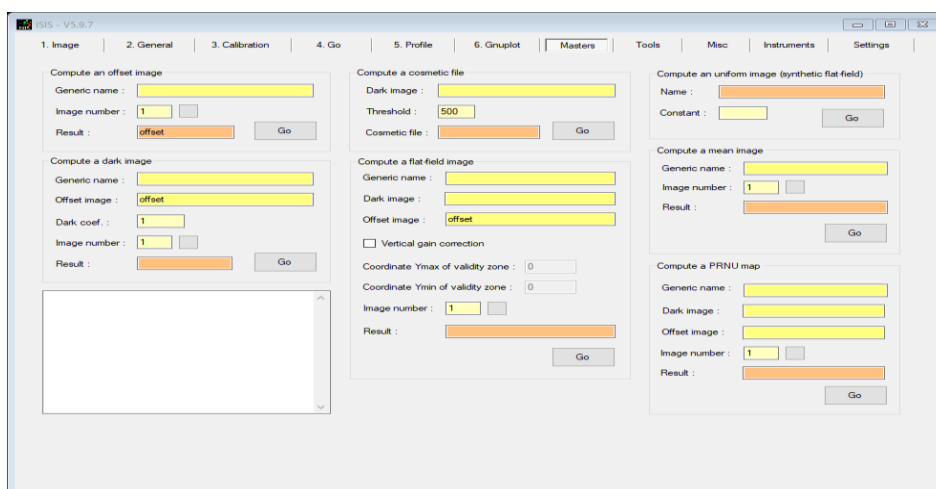 ISIS - V5.9.7
1. Image 2. General 3. Calibration 4. Go 5. Profile 6. Gnuplot Masters Tools Misc Instruments Settings
Compute an offset image
Generic name :
Image number : 1
Result : offset Go
Compute a dark image
Generic name :
Offset image : offset
Dark coef. : 1
Image number : 1
Result : Go
Compute a cosmetic file
Dark image :
Threshold : 500
Cosmetic file : Go
Compute a flat-field image
Generic name :
Dark image :
Offset image : offset
Vertical gain correction
Coordinate Ymax of validity zone : 0
Coordinate Ymin of validity zone : 0
Image number : 1
Result :
Go
Compute an uniform image (synthetic flat-field)
Name :
Constant : Go
Compute a mean image
Generic name :
Image number : 1
Result :
Go
Compute a PRNU map
Generic name :
Dark image :
Offset image :
Image number : 1
Result :
Go